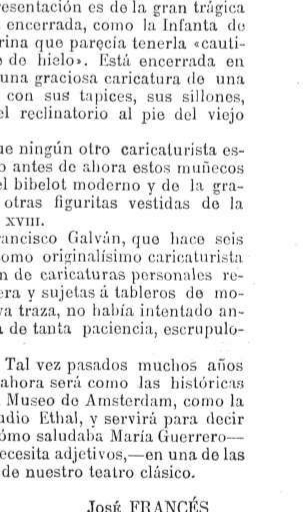 resentación es de la gran trágica
encerrada, como la Infanta de
rina que parecía tenerla «cauti-
o de hielo». Está encerrada en
una graciosa caricatura de una
con sus tapices, sus sillones,
el reclinatorio al pie del viejo
ue ningún otro caricaturista es-
o antes de ahora estos muñecos
el bibelot moderno y de la gra-
otras figuritas vestidas de la
XVIII.
ancisco Galván, que hace seis
omo originalísimo caricaturista
n de caricaturas personales re-
era y sujetas á tableros de mo-
va traza, no había intentado an-
a de tanta paciencia, escrupulo-
Tal vez pasados muchos años
ahora será como las históricas
Museo de Amsterdam, como la
udio Ethal, y servirá para decir
ómo saludaba María Guerrero—
ecesita adjetivos,—en una de las
de nuestro teatro clásico.
José FRANCÉS